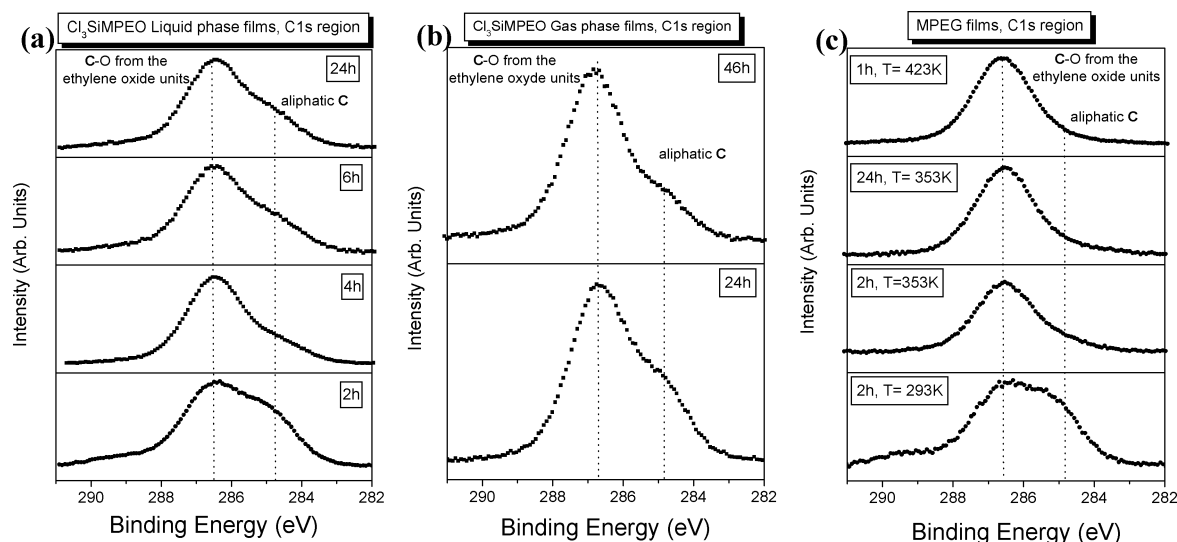 (a)
Cl₃SiMPEO Liquid phase films, C1s region
C-O from the
ethylene oxide units
24h
aliphatic C
6h
4h
2h
Intensity (Arb. Units)
290 288 286 284 282
Binding Energy (eV)
(b)
Cl₃SiMPEO Gas phase films, C1s region
C-O from the
ethylene oxyde units
46h
aliphatic C
24h
Intensity (Arb. Units)
290 288 286 284 282
Binding Energy (eV)
(c)
MPEG films, C1s region
1h, T= 423K
C-O from the
ethylene oxide units
aliphatic C
24h, T= 353K
2h, T=353K
2h, T= 293K
Intensity (Arb. Units)
290 288 286 284 282
Binding Energy (eV)